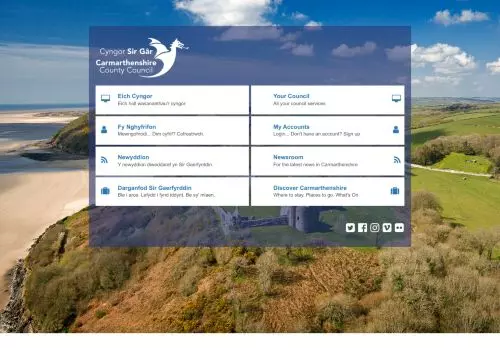 Cyngor Sir Gâr
Carmarthenshire
County Council
Eich Cyngor
Eich holl wasanaethau'r cyngor.
Your Council
All your council services
Fy Nghyfrifon
Mewngofnodi... Dim cyfrif? Cofrestrwch.
My Accounts
Login... Don't have an account? Sign up
Newyddion
Y newyddion diweddaraf yn Sir Gaerfyrddin.
Newsroom
For the latest news in Carmarthenshire
Darganfod Sir Gaerfyrddin
Ble i aros. Lefydd i fynd iddynt. Be sy' mlaen.
Discover Carmarthenshire
Where to stay. Places to go. What's On.